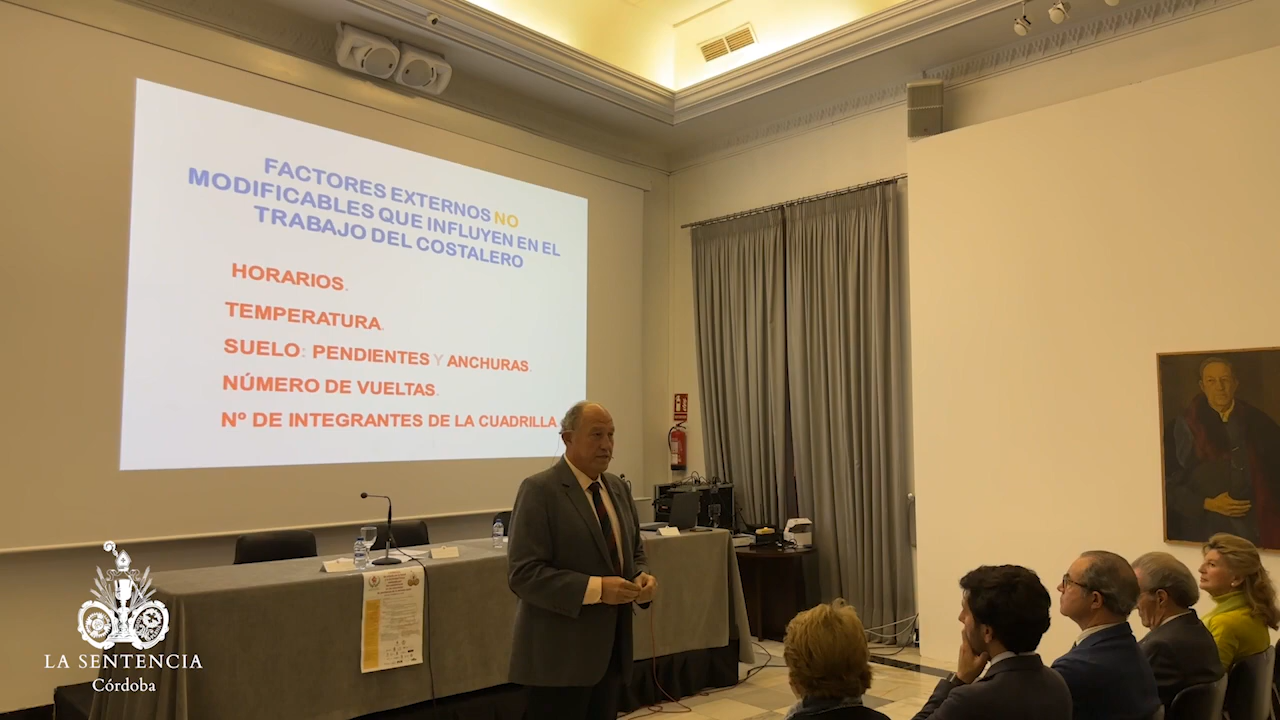 FACTORES EXTERNOS NO
MODIFICABLES QUE INFLUYEN EN EL
TRABAJO DEL COSTALERO
HORARIOS.
TEMPERATURA.
SUELO: PENDIENTES Y ANCHURAS.
NÚMERO DE VUELTAS.
Nº DE INTEGRANTES DE LA CUADRILLA
LA SENTENCIA
Córdoba